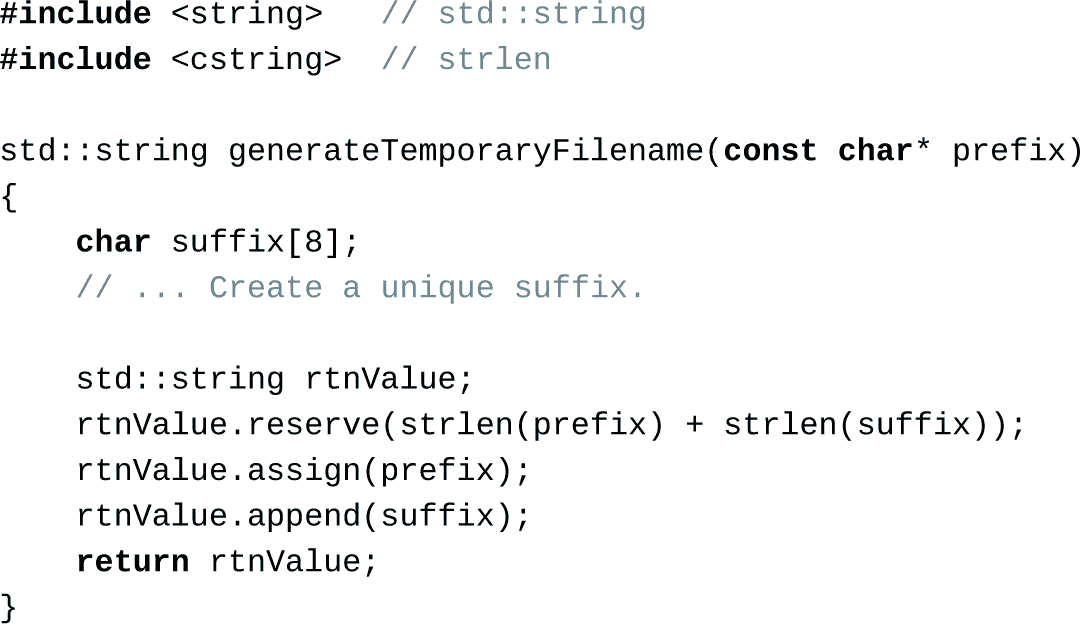 #include <string>   // std::string
#include <cstring>  // strlen

std::string generateTemporaryFilename(const char* prefix)
{
    char suffix[8];
    // ... Create a unique suffix.

    std::string rtnValue;
    rtnValue.reserve(strlen(prefix) + strlen(suffix));
    rtnValue.assign(prefix);
    rtnValue.append(suffix);
    return rtnValue;
}